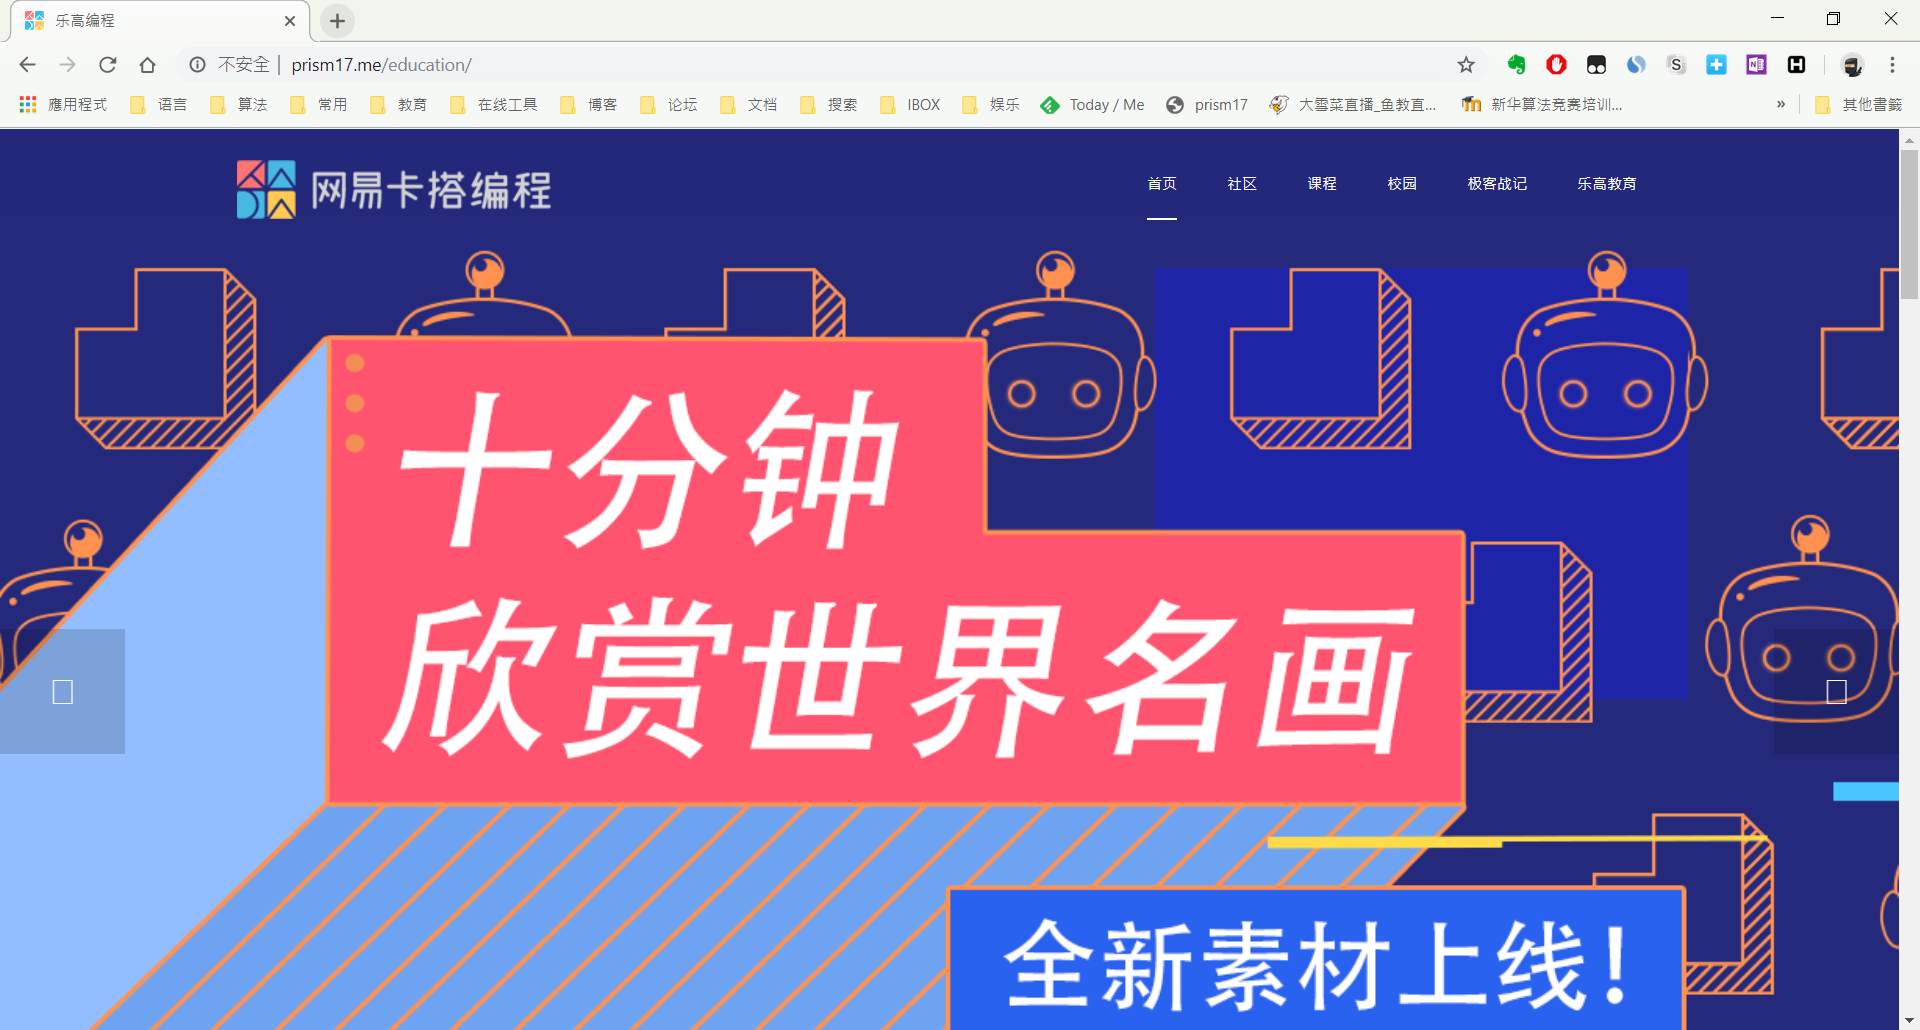 乐高编程
不安全 | prism17.me/education/
應用程式 语言 算法 常用 教育 在线工具 博客 论坛 文档 搜索 IBOX 娱乐 Today / Me prism17 大雪菜直播_鱼教直... 新华算法竞赛培训... » 其他書籤
网易卡搭编程
首页 社区 课程 校园 极客战记 乐高教育
十分钟
欣赏世界名画
全新素材上线!